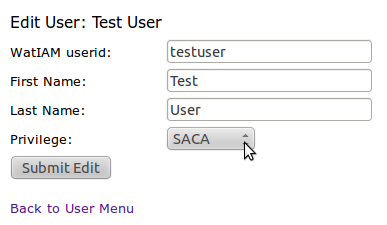 Edit User: Test User
WatIAM userid: testuser
First Name: Test
Last Name: User
Privilege: SACA
Submit Edit
Back to User Menu